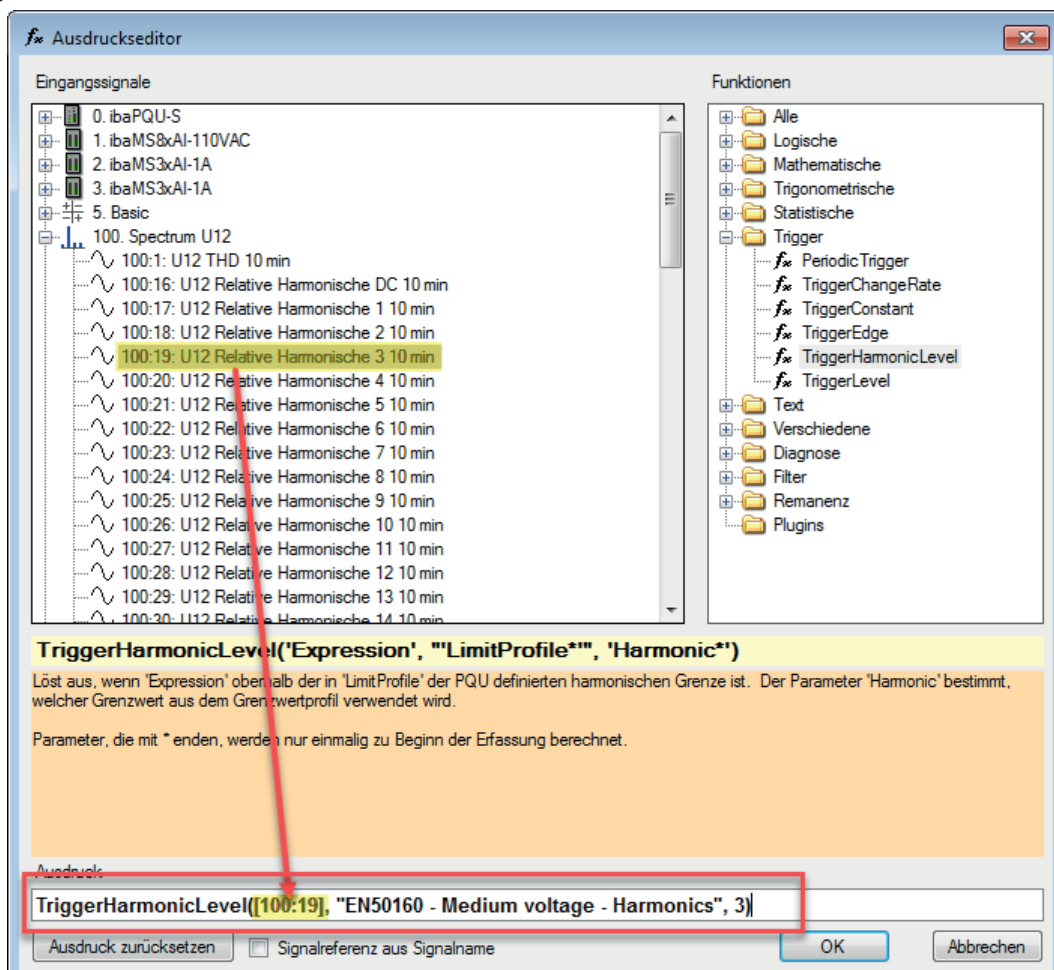 Ausdruckseditor
Eingangssignale
0. ibaPQU-S
1. ibaMS8xAI-110VAC
2. ibaMS3xAI-1A
3. ibaMS3xAI-1A
5. Basic
100. Spectrum U12
100:1: U12 THD 10 min
100:16: U12 Relative Harmonische DC 10 min
100:17: U12 Relative Harmonische 1 10 min
100:18: U12 Relative Harmonische 2 10 min
100:19: U12 Relative Harmonische 3 10 min
100:20: U12 Relative Harmonische 4 10 min
100:21: U12 Relative Harmonische 5 10 min
100:22: U12 Relative Harmonische 6 10 min
100:23: U12 Relative Harmonische 7 10 min
100:24: U12 Relative Harmonische 8 10 min
100:25: U12 Relative Harmonische 9 10 min
100:26: U12 Relative Harmonische 10 10 min
100:27: U12 Relative Harmonische 11 10 min
100:28: U12 Relative Harmonische 12 10 min
100:29: U12 Relative Harmonische 13 10 min
100:30: U12 Relative Harmonische 14 10 min
Funktionen
Alle
Logische
Mathematische
Trigonometrische
Statistische
Trigger
PeriodicTrigger
TriggerChangeRate
TriggerConstant
TriggerEdge
TriggerHarmonicLevel
TriggerLevel
Text
Verschiedene
Diagnose
Filter
Remanenz
Plugins
TriggerHarmonicLevel('Expression', "'LimitProfile*'", 'Harmonic*')
Löst aus, wenn 'Expression' oberhalb der in 'LimitProfile' der PQU definierten harmonischen Grenze ist. Der Parameter 'Harmonic' bestimmt,
welcher Grenzwert aus dem Grenzwertprofil verwendet wird.
Parameter, die mit * enden, werden nur einmalig zu Beginn der Erfassung berechnet.
Ausdruck
TriggerHarmonicLevel([100:19], "EN50160 - Medium voltage - Harmonics", 3)
Ausdruck zurücksetzen
Signalreferenz aus Signalname
OK
Abbrechen